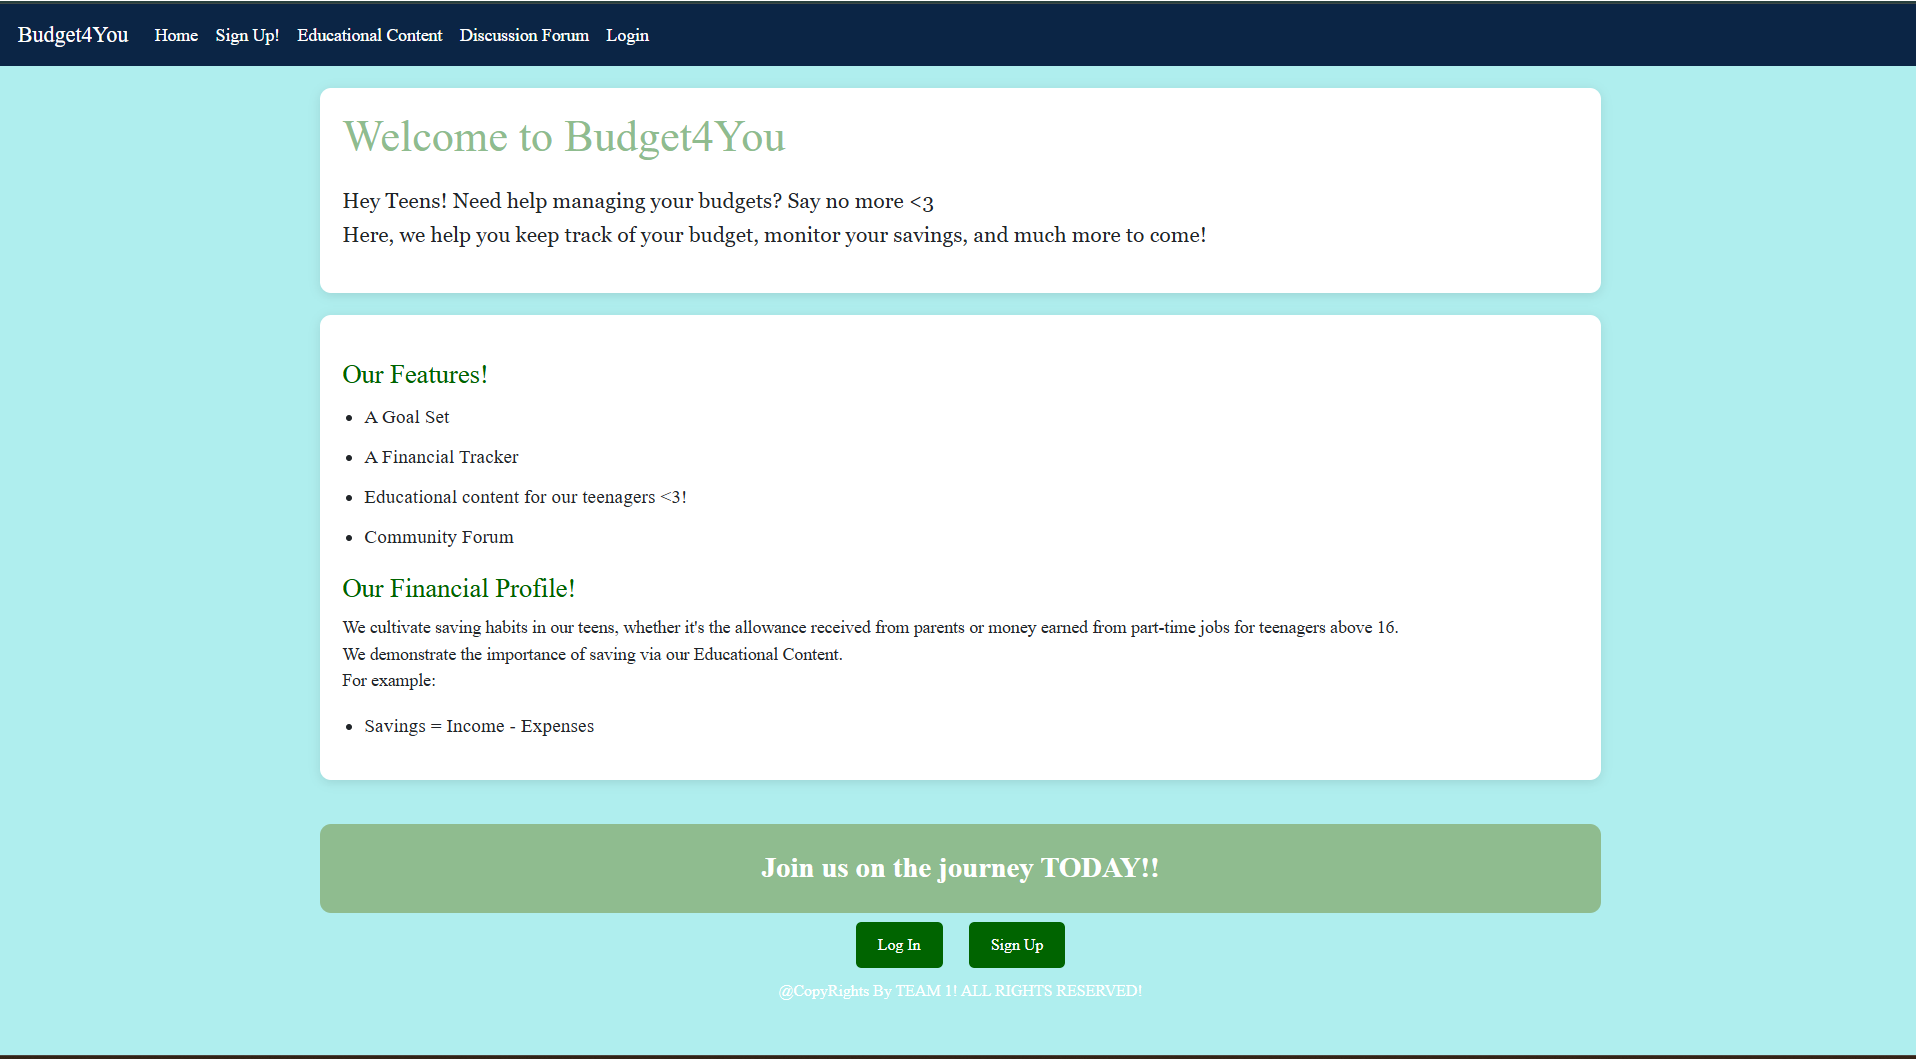 Budget4You Home Sign Up! Educational Content Discussion Forum Login
Welcome to Budget4You
Hey Teens! Need help managing your budgets? Say no more <3
Here, we help you keep track of your budget, monitor your savings, and much more to come!
Our Features!
• A Goal Set
• A Financial Tracker
• Educational content for our teenagers <3!
• Community Forum
Our Financial Profile!
We cultivate saving habits in our teens, whether it's the allowance received from parents or money earned from part-time jobs for teenagers above 16.
We demonstrate the importance of saving via our Educational Content.
For example:
• Savings = Income - Expenses
Join us on the journey TODAY!!
Log In Sign Up
@CopyRights By TEAM 1! ALL RIGHTS RESERVED!